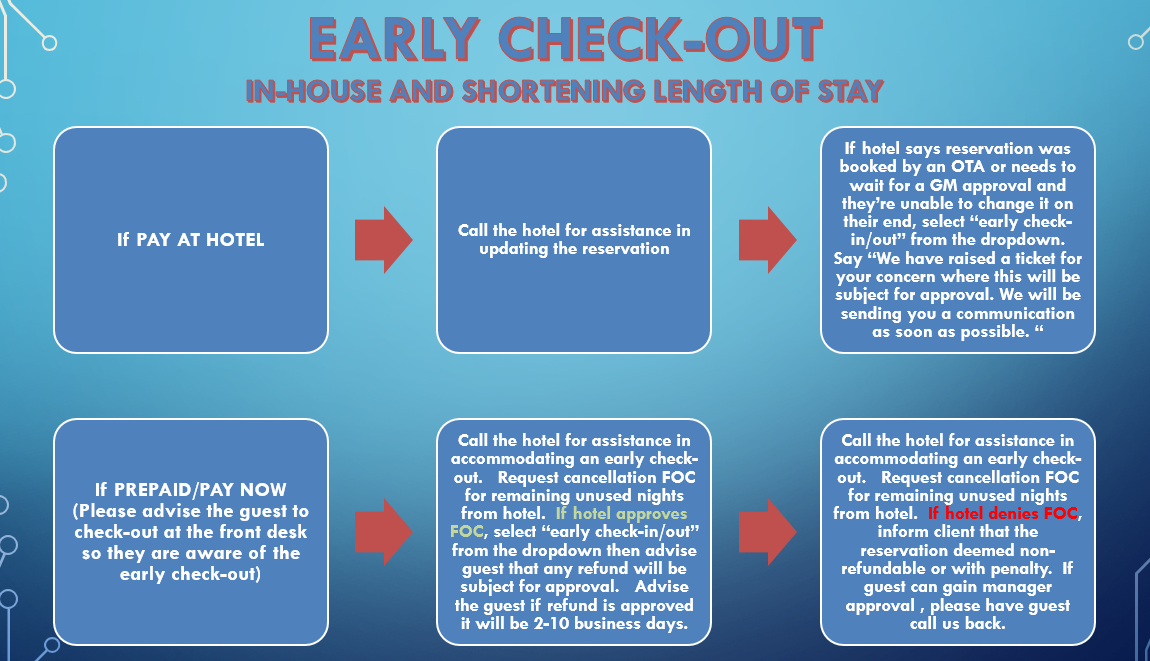 EARLY CHECK-OUT
IN-HOUSE AND SHORTENING LENGTH OF STAY
If PAY AT HOTEL
Call the hotel for assistance in
updating the reservation
If hotel says reservation was
booked by an OTA or needs to
wait for a GM approval and
they’re unable to change it on
their end, select “early check-
in/out” from the dropdown.
Say “We have raised a ticket for
your concern where this will be
subject for approval. We will be
sending you a communication
as soon as possible. “
If PREPAID/PAY NOW
(Please advise the guest to
check-out at the front desk
so they are aware of the
early check-out)
Call the hotel for assistance in
accommodating an early check-
out.   Request cancellation FOC
for remaining unused nights
from hotel.  If hotel approves
FOC, select “early check-in/out”
from the dropdown then advise
guest that any refund will be
subject for approval.   Advise
the guest if refund is approved
it will be 2-10 business days.
Call the hotel for assistance in
accommodating an early check-
out.   Request cancellation FOC
for remaining unused nights
from hotel.  If hotel denies FOC,
inform client that the
reservation deemed non-
refundable or with penalty.  If
guest can gain manager
approval , please have guest
call us back.